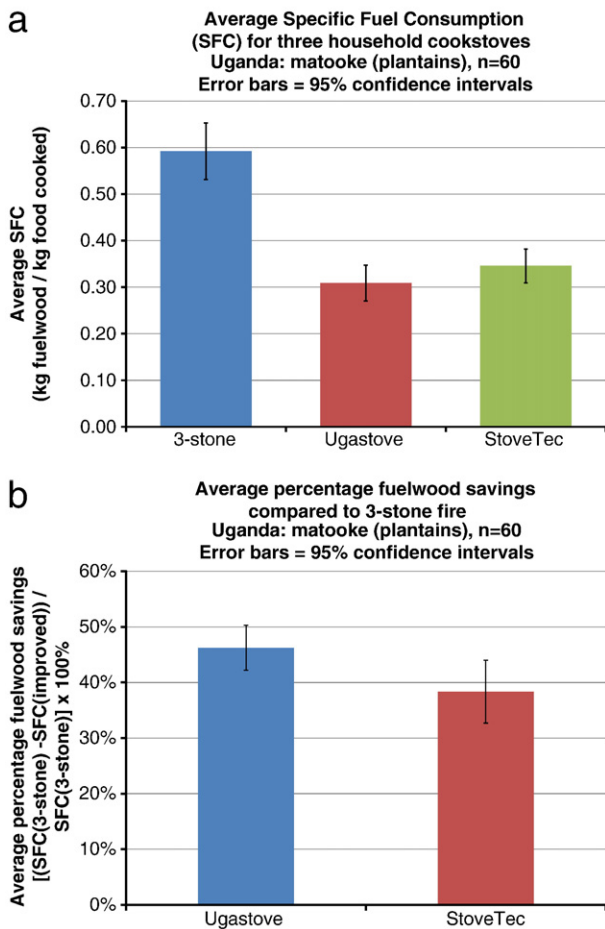 a
Average Specific Fuel Consumption
(SFC) for three household cookstoves
Uganda: matooke (plantains), n=60
Error bars = 95% confidence intervals
Average SFC
(kg fuelwood / kg food cooked)
0.70
0.60
0.50
0.40
0.30
0.20
0.10
0.00
3-stone
Ugastove
StoveTec
b
Average percentage fuelwood savings
compared to 3-stone fire
Uganda: matooke (plantains), n=60
Error bars = 95% confidence intervals
Average percentage fuelwood savings
[(SFC(3-stone) -SFC(improved)) /
SFC(3-stone)] x 100%
60%
50%
40%
30%
20%
10%
0%
Ugastove
StoveTec